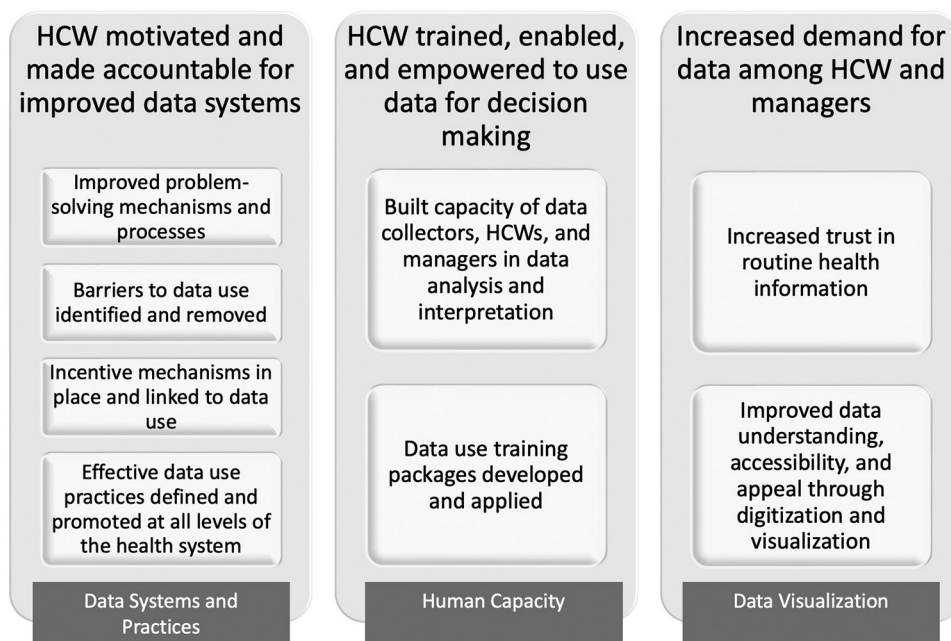 HCW motivated and
made accountable for
improved data systems
Improved problem-
solving mechanisms and
processes
Barriers to data use
identified and removed
Incentive mechanisms in
place and linked to data
use
Effective data use
practices defined and
promoted at all levels of
the health system
Data Systems and
Practices
HCW trained, enabled,
and empowered to use
data for decision
making
Built capacity of data
collectors, HCWs, and
managers in data
analysis and
interpretation
Data use training
packages developed
and applied
Human Capacity
Increased demand for
data among HCW and
managers
Increased trust in
routine health
information
Improved data
understanding,
accessibility, and
appeal through
digitization and
visualization
Data Visualization